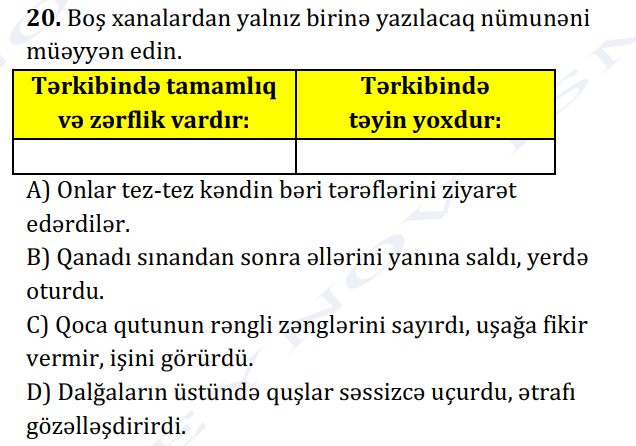 20. Boş xanalardan yalnız birinə yazılacaq nümunəni
müəyyən edin.
Tərkibində tamamlıq
və zərflik vardır:
Tərkibində
təyin yoxdur:
A) Onlar tez-tez kəndin bəri tərəflərini ziyarət
edərdilər.
B) Qanadı sınandan sonra əllərini yanına saldı, yerdə
oturdu.
C) Qoca qutunun rəngli zənglərini sayırdı, uşağa fikir
vermir, işini görürdü.
D) Dalğaların üstündə quşlar səssizcə uçurdu, ətrafı
gözəlləşdirirdi.